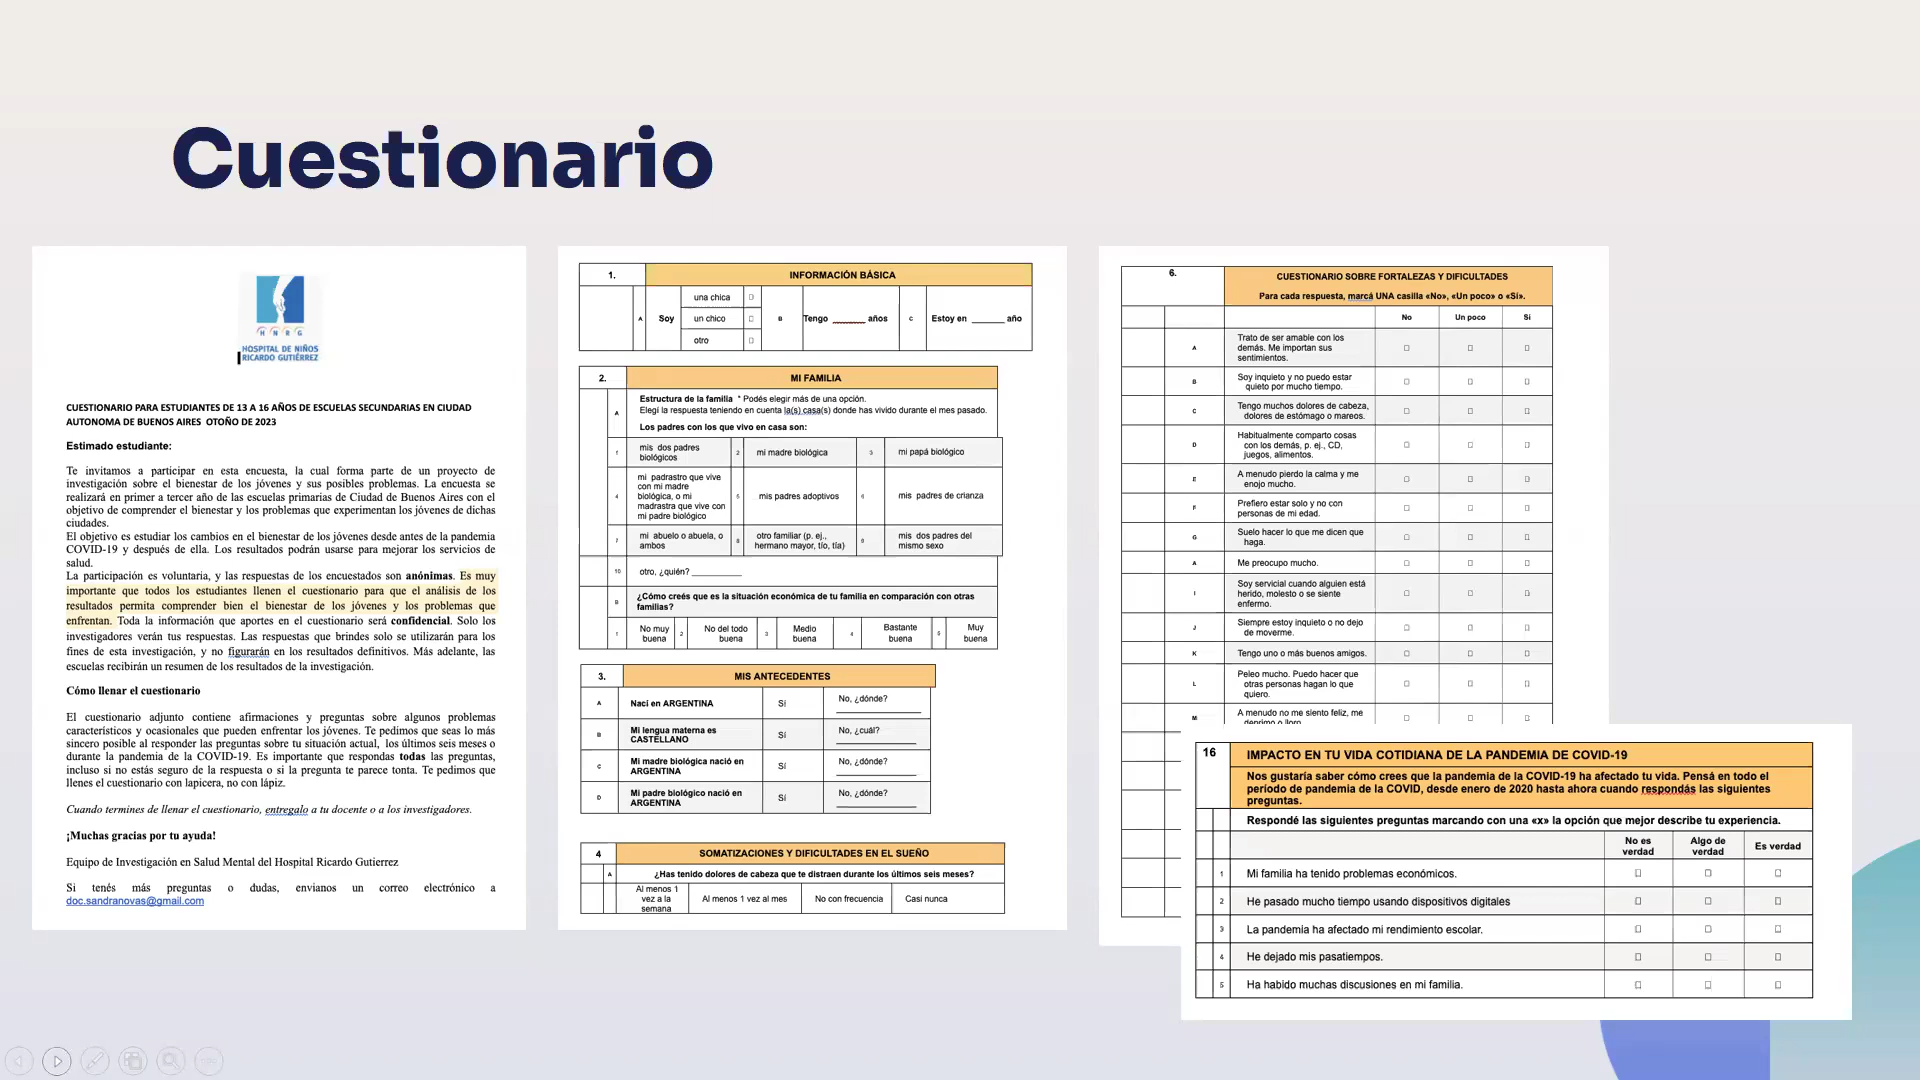 Cuestionario
H N R G
HOSPITAL DE NIÑOS
RICARDO GUTIÉRREZ
CUESTIONARIO PARA ESTUDIANTES DE 13 A 16 AÑOS DE ESCUELAS SECUNDARIAS EN CIUDAD
AUTONOMA DE BUENOS AIRES OTOÑO DE 2023
Estimado estudiante:
Te invitamos a participar en esta encuesta, la cual forma parte de un proyecto de
investigación sobre el bienestar de los jóvenes y sus posibles problemas. La encuesta se
realizará en primer a tercer año de las escuelas primarias de Ciudad de Buenos Aires con el
objetivo de comprender el bienestar y los problemas que experimentan los jóvenes de dichas
ciudades.
El objetivo es estudiar los cambios en el bienestar de los jóvenes desde antes de la pandemia
COVID-19 y después de ella. Los resultados podrán usarse para mejorar los servicios de
salud.
La participación es voluntaria, y las respuestas de los encuestados son anónimas. Es muy
importante que todos los estudiantes llenen el cuestionario para que el análisis de los
resultados permita comprender bien el bienestar de los jóvenes y los problemas que
enfrentan. Toda la información que aportes en el cuestionario será confidencial. Solo los
investigadores verán tus respuestas. Las respuestas que brindes solo se utilizarán para los
fines de esta investigación, y no figurarán en los resultados definitivos. Más adelante, las
escuelas recibirán un resumen de los resultados de la investigación.
Cómo llenar el cuestionario
El cuestionario adjunto contiene afirmaciones y preguntas sobre algunos problemas
característicos y ocasionales que pueden enfrentar los jóvenes. Te pedimos que seas lo más
sincero posible al responder las preguntas sobre tu situación actual, los últimos seis meses o
durante la pandemia de la COVID-19. Es importante que respondas todas las preguntas,
incluso si no estás seguro de la respuesta o si la pregunta te parece tonta. Te pedimos que
llenes el cuestionario con lapicera, no con lápiz.
Cuando termines de llenar el cuestionario, entregalo a tu docente o a los investigadores.
¡Muchas gracias por tu ayuda!
Equipo de Investigación en Salud Mental del Hospital Ricardo Gutierrez
Si tenés más preguntas o dudas, envianos un correo electrónico a
doc.sandranovas@gmail.com
1. INFORMACIÓN BÁSICA
A Soy una chica
un chico
otro
B Tengo ______ años
C Estoy en ______ año
2. MI FAMILIA
A Estructura de la familia * Podés elegir más de una opción.
Elegí la respuesta teniendo en cuenta la(s) casa(s) donde has vivido durante el mes pasado.
Los padres con los que vivo en casa son:
1 mis dos padres biológicos 2 mi madre biológica 3 mi papá biológico
4 mi padrastro que vive con mi madre biológica, o mi madrastra que vive con mi padre biológico 5 mis padres adoptivos 6 mis padres de crianza
7 mi abuelo o abuela, o ambos 8 otro familiar (p. ej., hermano mayor, tío, tía) 9 mis dos padres del mismo sexo
10 otro, ¿quién? __________
B ¿Cómo creés que es la situación económica de tu familia en comparación con otras
familias?
1 No muy buena 2 No del todo buena 3 Medio buena 4 Bastante buena 5 Muy buena
3. MIS ANTECEDENTES
A Nací en ARGENTINA Sí No, ¿dónde?
B Mi lengua materna es CASTELLANO Sí No, ¿cuál?
C Mi madre biológica nació en ARGENTINA Sí No, ¿dónde?
D Mi padre biológico nació en ARGENTINA Sí No, ¿dónde?
4 SOMATIZACIONES Y DIFICULTADES EN EL SUEÑO
A ¿Has tenido dolores de cabeza que te distraen durante los últimos seis meses?
Al menos 1 vez a la semana Al menos 1 vez al mes No con frecuencia Casi nunca
6. CUESTIONARIO SOBRE FORTALEZAS Y DIFICULTADES
Para cada respuesta, marcá UNA casilla «No», «Un poco» o «Sí».
No Un poco Sí
A Trato de ser amable con los
demás. Me importan sus
sentimientos.
B Soy inquieto y no puedo estar
quieto por mucho tiempo.
C Tengo muchos dolores de cabeza,
dolores de estómago o mareos.
D Habitualmente comparto cosas
con los demás, p. ej., CD,
juegos, alimentos.
E A menudo pierdo la calma y me
enojo mucho.
F Prefiero estar solo y no con
personas de mi edad.
G Suelo hacer lo que me dicen que
haga.
A Me preocupo mucho.
I Soy servicial cuando alguien está
herido, molesto o se siente
enfermo.
J Siempre estoy inquieto o no dejo
de moverme.
K Tengo uno o más buenos amigos.
L Peleo mucho. Puedo hacer que
otras personas hagan lo que
quiero.
M A menudo no me siento feliz, me
deprimo o lloro.
16 IMPACTO EN TU VIDA COTIDIANA DE LA PANDEMIA DE COVID-19
Nos gustaría saber cómo crees que la pandemia de la COVID-19 ha afectado tu vida. Pensá en todo el
período de pandemia de la COVID, desde enero de 2020 hasta ahora cuando respondás las siguientes
preguntas.
Respondé las siguientes preguntas marcando con una «x» la opción que mejor describe tu experiencia.
No es verdad Algo de verdad Es verdad
1 Mi familia ha tenido problemas económicos.
2 He pasado mucho tiempo usando dispositivos digitales
3 La pandemia ha afectado mi rendimiento escolar.
4 He dejado mis pasatiempos.
5 Ha habido muchas discusiones en mi familia.